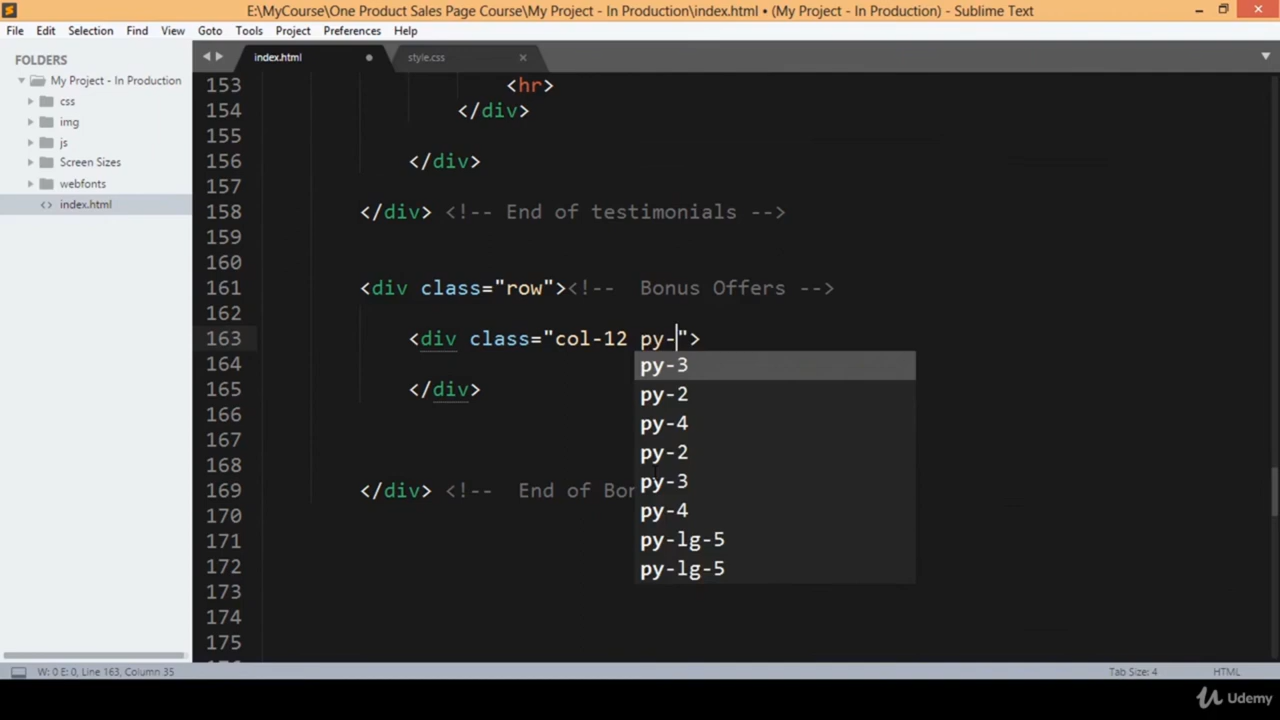 E:\MyCourse\One Product Sales Page Course\My Project - In Production\index.html • (My Project - In Production) - Sublime Text
File Edit Selection Find View Goto Tools Project Preferences Help
FOLDERS
My Project - In Production
css
img
js
Screen Sizes
webfonts
<> index.html
index.html style.css
153 <hr>
154 </div>
155
156 </div>
157
158 </div> <!-- End of testimonials -->
159
160
161 <div class="row"><!--  Bonus Offers -->
162
163 <div class="col-12 py-">
164 py-3
py-2
165 </div>
166 py-4
167 py-2
168 py-3
169 </div> <!--  End of Bon
170 py-4
171 py-lg-5
172 py-lg-5
173
174
175
W: 0 E: 0, Line 163, Column 35 Tab Size: 4 HTML
Udemy